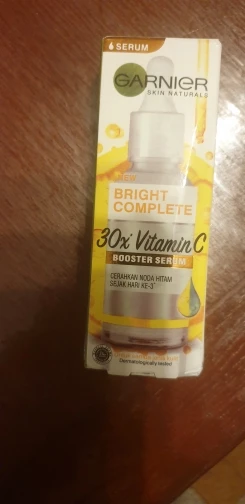 SERUM
GARNIER
SKIN NATURALS
NEW
BRIGHT
COMPLETE
30x* Vitamin C
BOOSTER SERUM
CERAHKAN NODA HITAM
SEJAK HARI KE-3*
Dermatologically tested